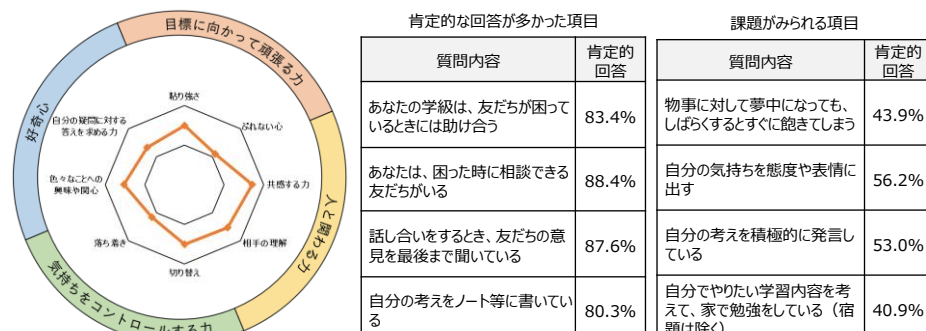 目標に向かって頑張る力
好奇心
人と関わる力
気持ちをコントロールする力
粘り強さ
自分の疑問に対する
答えを求める力
ぶれない心
色々なことへの
興味や関心
共感する力
落ち着き
相手の理解
切り替え
肯定的な回答が多かった項目
質問内容
肯定的
回答
あなたの学級は、友だちが困って
いるときには助け合う
83.4%
あなたは、困った時に相談できる
友だちがいる
88.4%
話し合いをするとき、友だちの意
見を最後まで聞いている
87.6%
自分の考えをノート等に書いてい
る
80.3%
課題がみられる項目
質問内容
肯定的
回答
物事に対して夢中になっても、
しばらくするとすぐに飽きてしまう
43.9%
自分の気持ちを態度や表情に
出す
56.2%
自分の考えを積極的に発言し
ている
53.0%
自分でやりたい学習内容を考
えて、家で勉強をしている（宿
題は除く）
40.9%